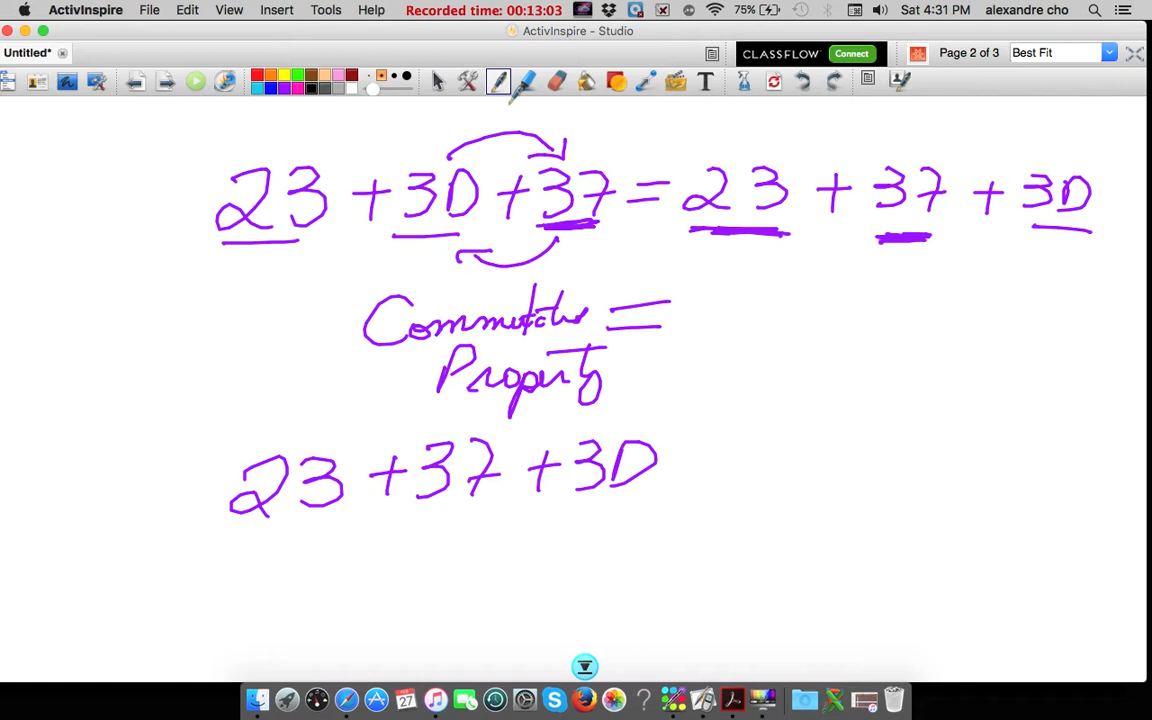 ActivInspire File Edit View Insert Tools Help Recorded time: 00:13:03 75% Sat 4:31 PM alexandre cho
ActivInspire - Studio
Untitled* CLASSFLOW Connect Page 2 of 3 Best Fit
T
23 + 30 + 37 = 23 + 37 + 30
Commutative =
Property
23 + 37 + 30
27